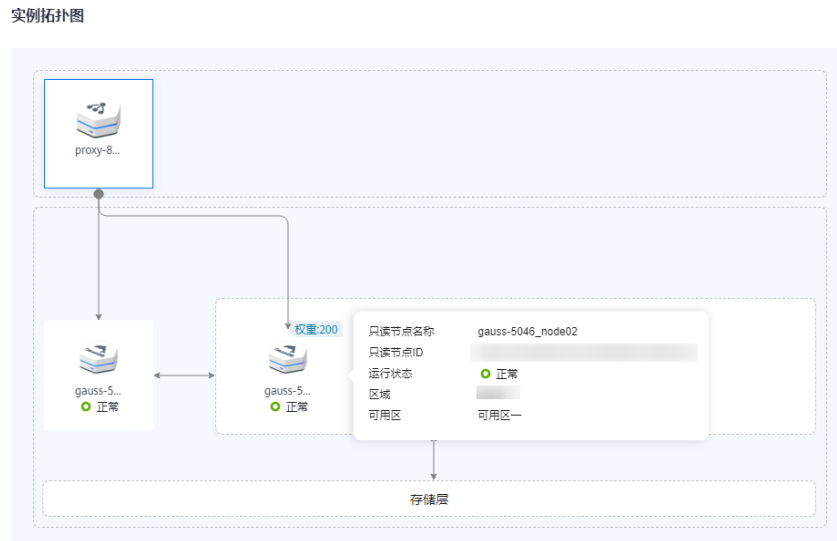 实例拓扑图
proxy-8...
权重:200
gauss-5...
正常
gauss-5...
正常
只读节点名称 gauss-5046_node02
只读节点ID
运行状态 正常
区域
可用区 可用区一
存储层